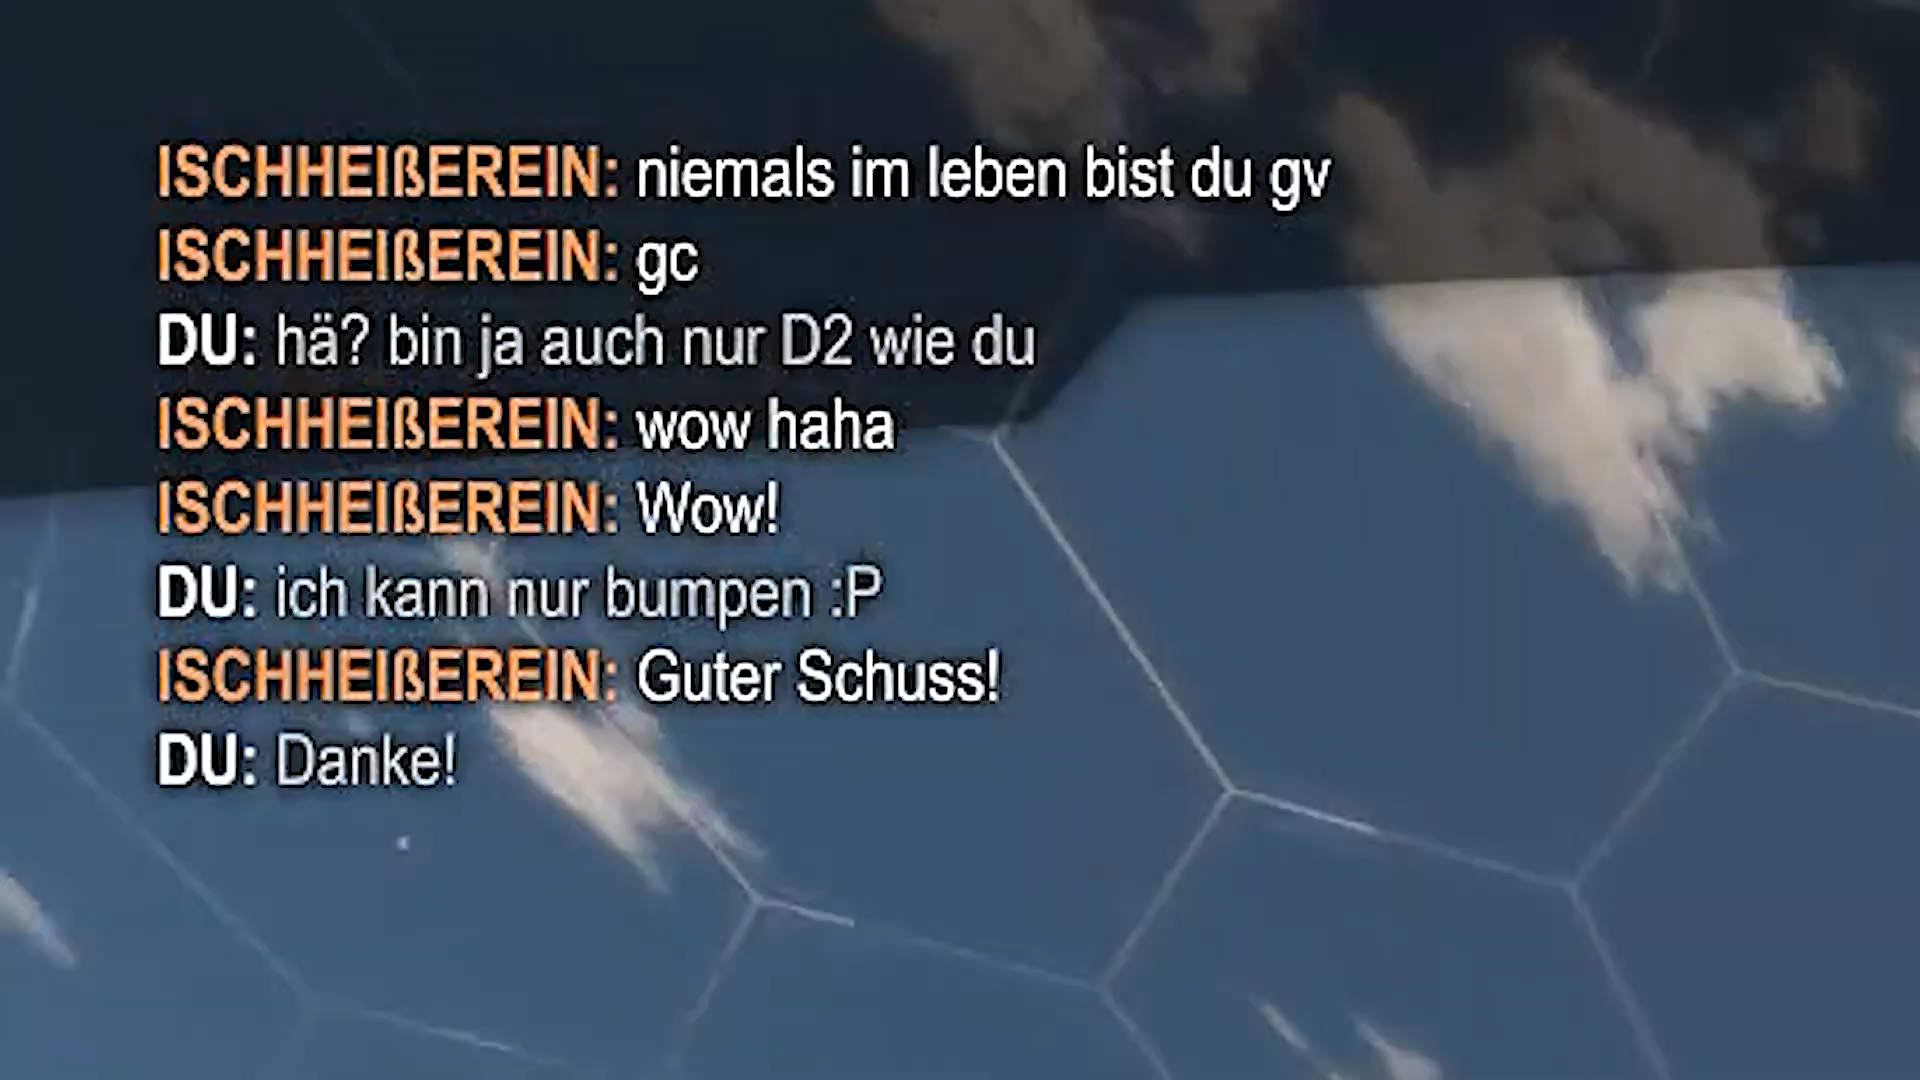 ISCHHEIßEREIN: niemals im leben bist du gv
ISCHHEIßEREIN: gc
DU: hä? bin ja auch nur D2 wie du
ISCHHEIßEREIN: wow haha
ISCHHEIßEREIN: Wow!
DU: ich kann nur bumpen :P
ISCHHEIßEREIN: Guter Schuss!
DU: Danke!